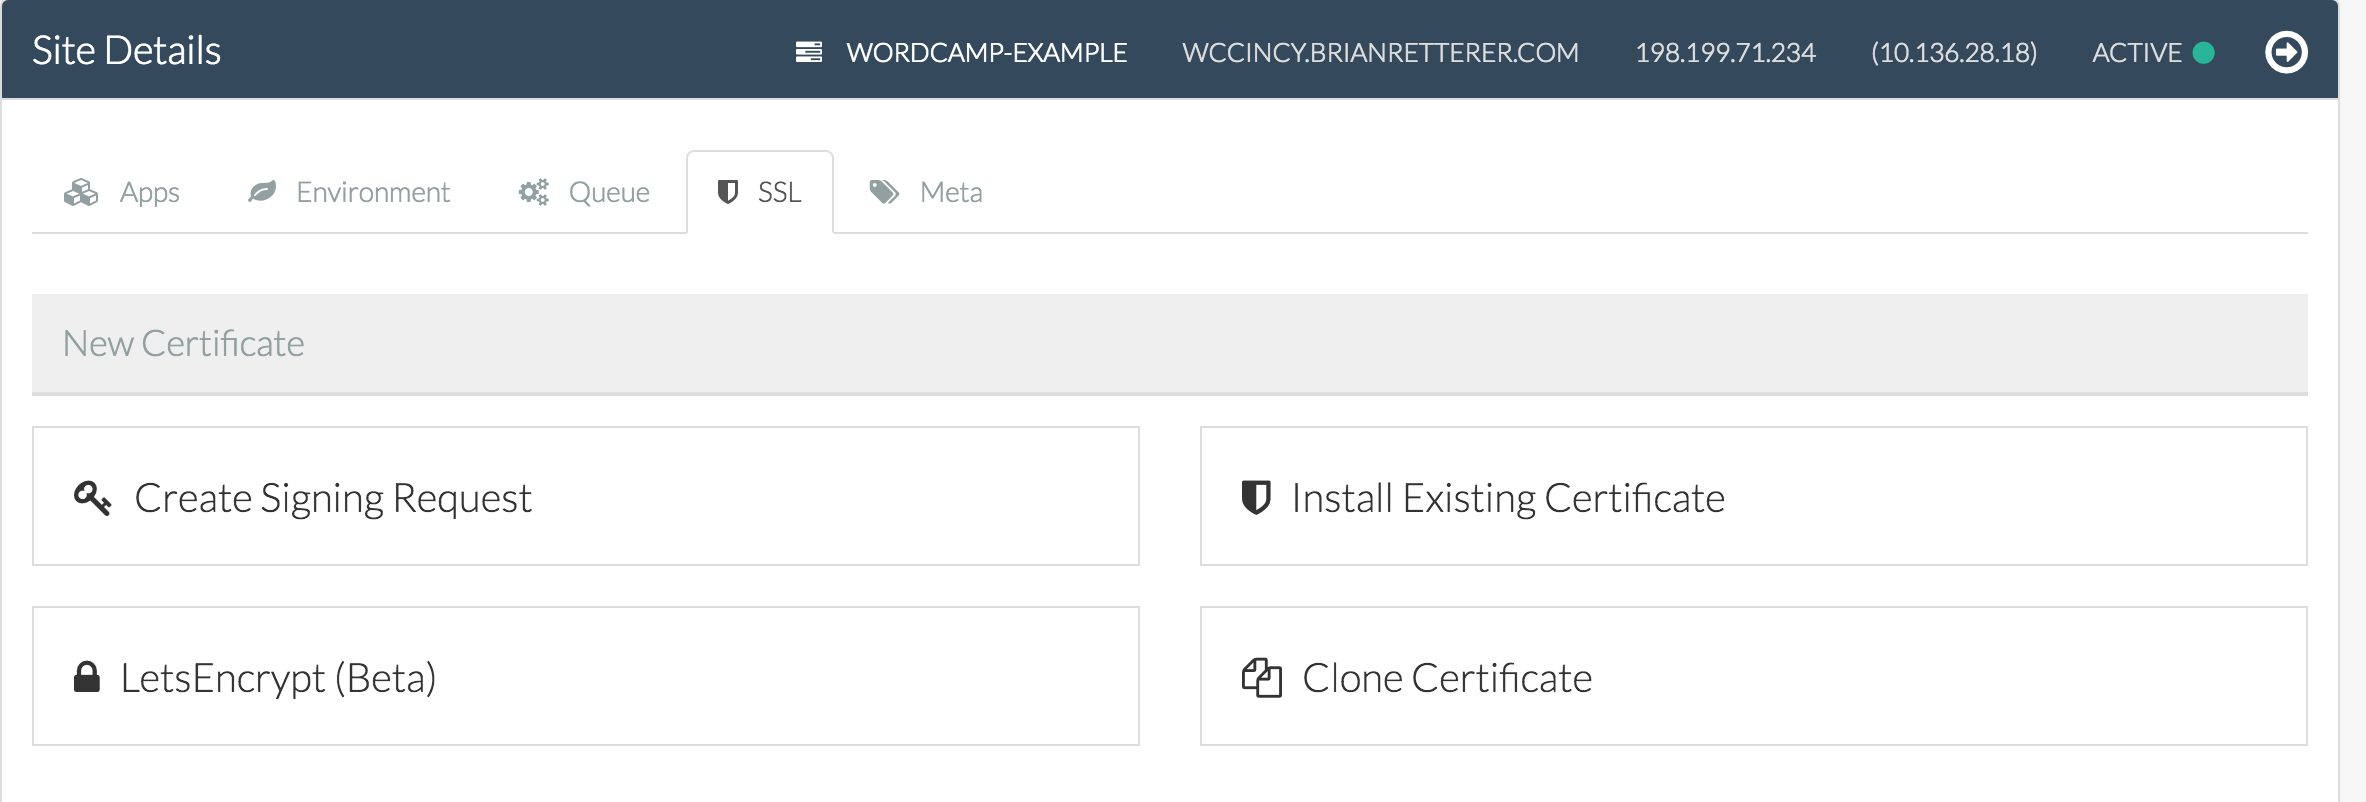 Site Details WORDCAMP-EXAMPLE WCCINCY.BRIANRETTERER.COM 198.199.71.234 (10.136.28.18) ACTIVE
Apps Environment Queue SSL Meta
New Certificate
Create Signing Request Install Existing Certificate
LetsEncrypt (Beta) Clone Certificate